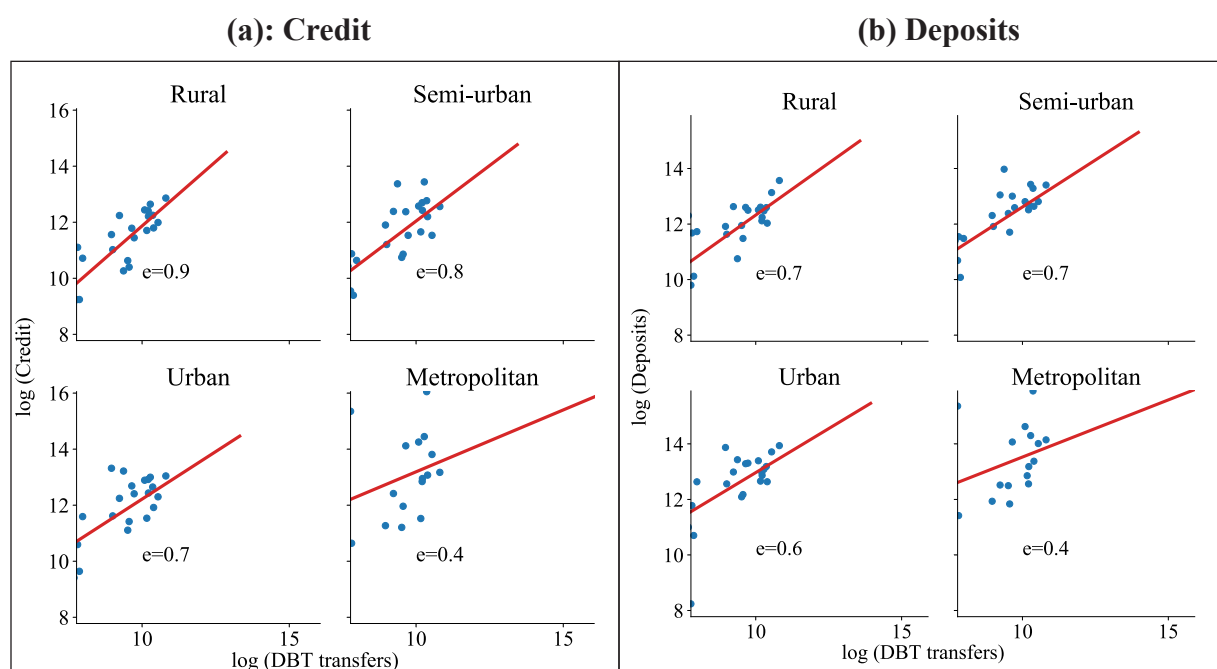 (a): Credit
(b) Deposits
Rural
Semi-urban
16
14
12
10
8
e=0.9
e=0.8
Urban
Metropolitan
16
14
12
10
8
e=0.7
e=0.4
10
15
10
15
log (Credit)
log (DBT transfers)
Rural
Semi-urban
14
12
10
8
e=0.7
e=0.7
Urban
Metropolitan
14
12
10
8
e=0.6
e=0.4
10
15
10
15
log (Deposits)
log (DBT transfers)